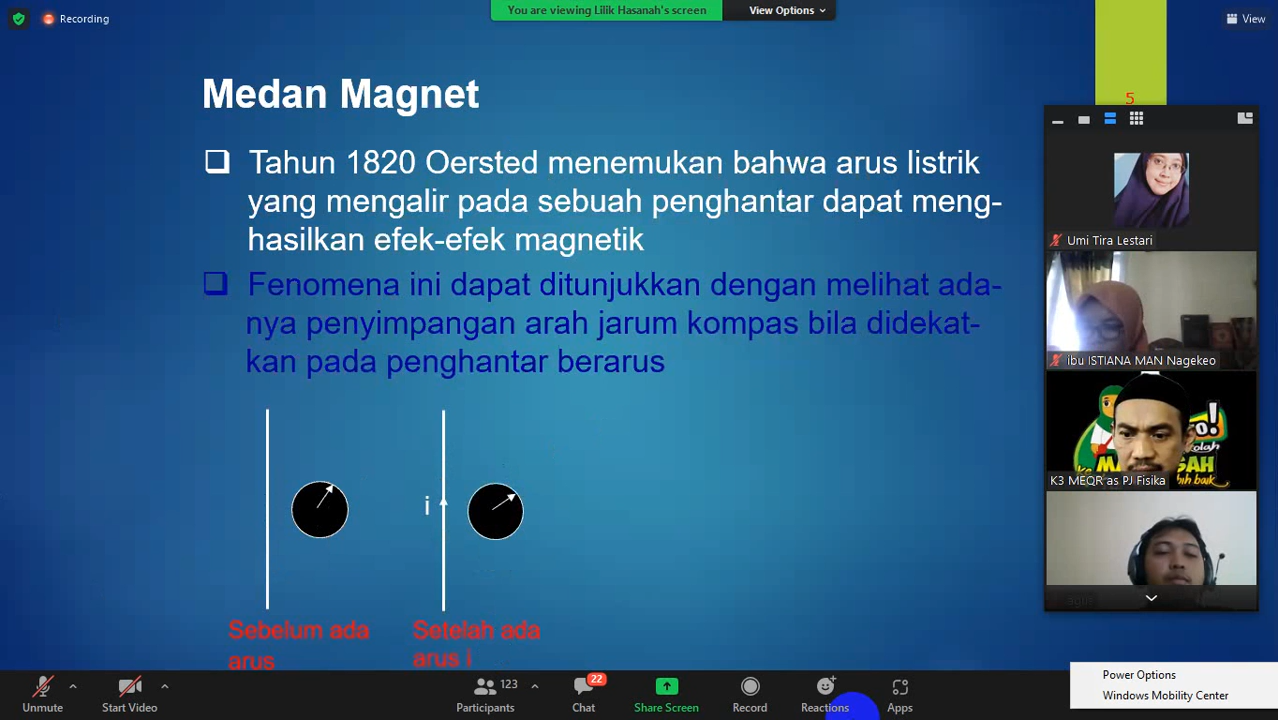 Recording
You are viewing Lilik Hasanah's screen
View Options
View
Medan Magnet
5
❑ Tahun 1820 Oersted menemukan bahwa arus listrik
yang mengalir pada sebuah penghantar dapat meng-
hasilkan efek-efek magnetik
❑ Fenomena ini dapat ditunjukkan dengan melihat ada-
nya penyimpangan arah jarum kompas bila didekat-
kan pada penghantar berarus
i
Sebelum ada
arus
Setelah ada
arus i
Umi Tira Lestari
ibu ISTIANA MAN Nagekeo
K3 MEQR as PJ Fisika
Power Options
Windows Mobility Center
Unmute
Start Video
123
Participants
22
Chat
Share Screen
Record
Reactions
Apps